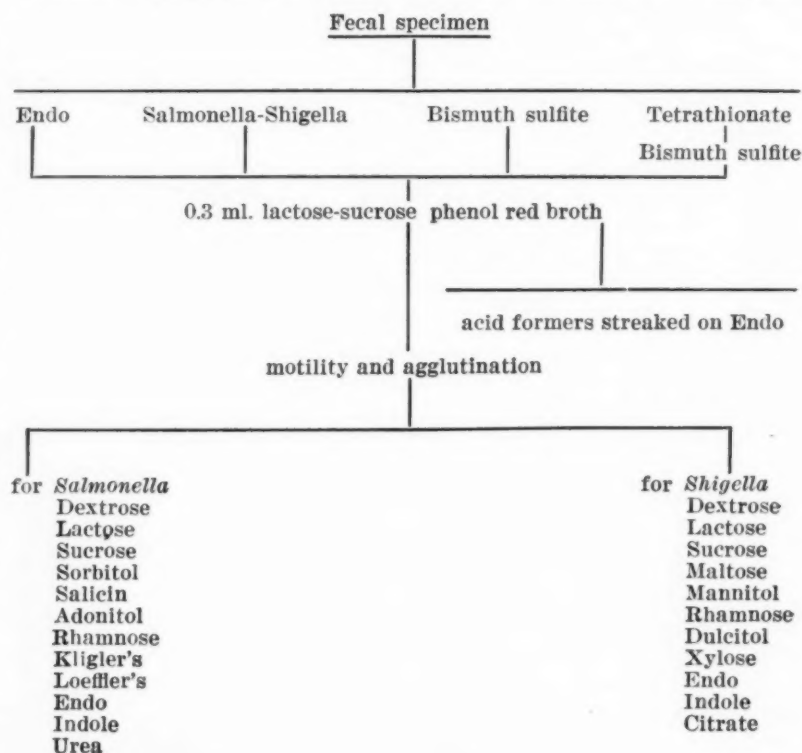 Fecal specimen
Endo Salmonella-Shigella Bismuth sulfite Tetrathionate
Bismuth sulfite
0.3 ml. lactose-sucrose phenol red broth
acid formers streaked on Endo
motility and agglutination
for Salmonella
Dextrose
Lactose
Sucrose
Sorbitol
Salicin
Adonitol
Rhamnose
Kligler's
Loeffler's
Endo
Indole
Urea
for Shigella
Dextrose
Lactose
Sucrose
Maltose
Mannitol
Rhamnose
Dulcitol
Xylose
Endo
Indole
Citrate